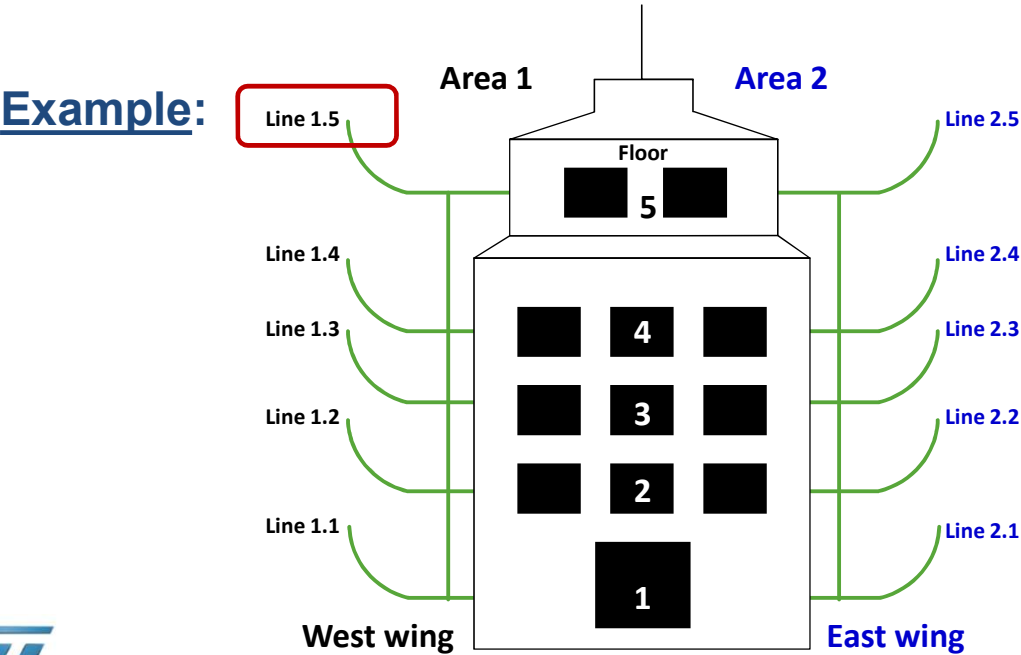 Example:
Area 1
Area 2
Line 1.5
Line 2.5
Floor
5
Line 1.4
Line 2.4
Line 1.3
4
Line 2.3
Line 1.2
3
Line 2.2
2
Line 1.1
Line 2.1
1
West wing
East wing